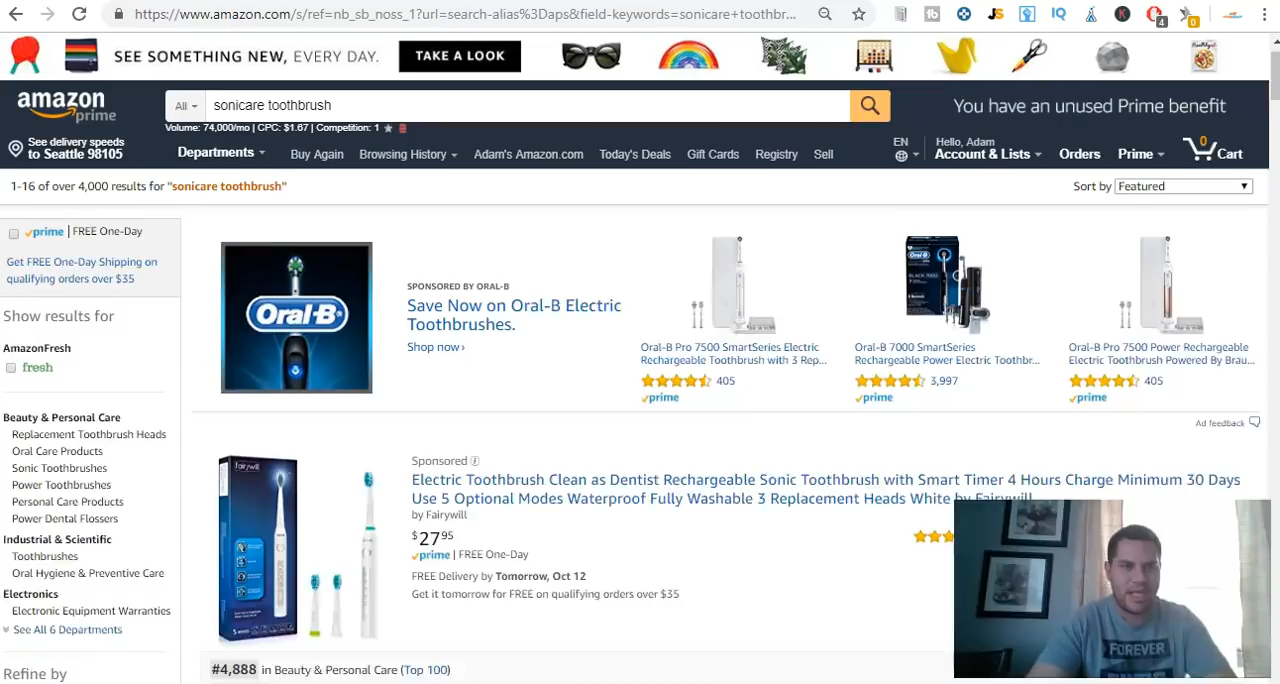 https://www.amazon.com/s/ref=nb_sb_noss_1?url=search-alias%3Daps&field-keywords=sonicare+toothbr...
SEE SOMETHING NEW, EVERY DAY. TAKE A LOOK
amazon prime
All
sonicare toothbrush
You have an unused Prime benefit
Volume: 74,000/mo | CPC: $1.67 | Competition: 1
See delivery speeds
to Seattle 98105
Departments
Buy Again
Browsing History
Adam's Amazon.com
Today's Deals
Gift Cards
Registry
Sell
EN
Hello, Adam
Account & Lists
Orders
Prime
0
Cart
1-16 of over 4,000 results for "sonicare toothbrush"
Sort by Featured
prime | FREE One-Day
Get FREE One-Day Shipping on
qualifying orders over $35
Show results for
AmazonFresh
fresh
Beauty & Personal Care
Replacement Toothbrush Heads
Oral Care Products
Sonic Toothbrushes
Power Toothbrushes
Personal Care Products
Power Dental Flossers
Industrial & Scientific
Toothbrushes
Oral Hygiene & Preventive Care
Electronics
Electronic Equipment Warranties
See All 6 Departments
Refine by
Oral-B
SPONSORED BY ORAL-B
Save Now on Oral-B Electric
Toothbrushes.
Shop now ›
Oral-B Pro 7500 SmartSeries Electric
Rechargeable Toothbrush with 3 Rep...
405
prime
Oral-B 7000 SmartSeries
Rechargeable Power Electric Toothbr...
3,997
prime
Oral-B Pro 7500 Power Rechargeable
Electric Toothbrush Powered By Brau...
405
prime
Ad feedback
fairywill
Sponsored
Electric Toothbrush Clean as Dentist Rechargeable Sonic Toothbrush with Smart Timer 4 Hours Charge Minimum 30 Days
Use 5 Optional Modes Waterproof Fully Washable 3 Replacement Heads White by Fairywill
by Fairywill
$27 95
prime | FREE One-Day
FREE Delivery by Tomorrow, Oct 12
Get it tomorrow for FREE on qualifying orders over $35
#4,888 in Beauty & Personal Care (Top 100)
FOREVER